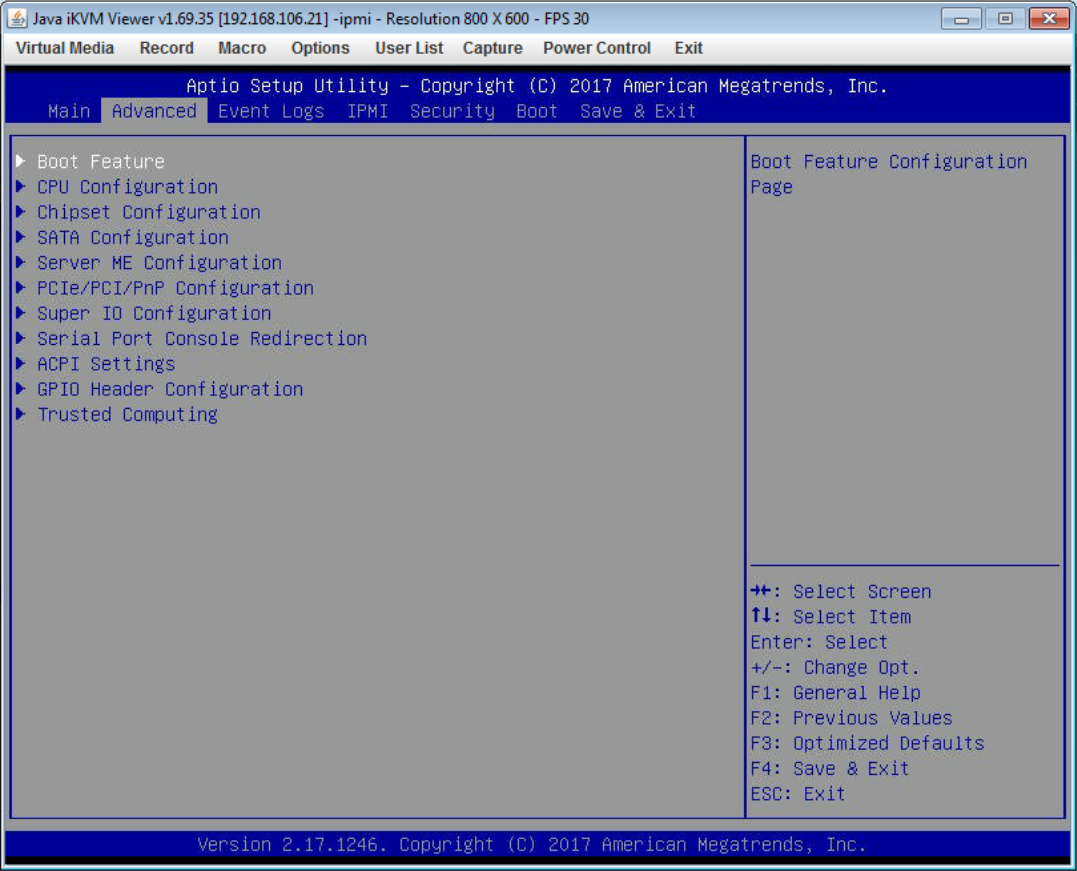 Java iKVM Viewer v1.69.35 [192.168.106.21] -ipmi - Resolution 800 X 600 - FPS 30
Virtual Media Record Macro Options User List Capture Power Control Exit
Aptio Setup Utility – Copyright (C) 2017 American Megatrends, Inc.
Main Advanced Event Logs IPMI Security Boot Save & Exit
Boot Feature
CPU Configuration
Chipset Configuration
SATA Configuration
Server ME Configuration
PCIe/PCI/PnP Configuration
Super IO Configuration
Serial Port Console Redirection
ACPI Settings
GPIO Header Configuration
Trusted Computing
Boot Feature Configuration
Page
→←: Select Screen
↑↓: Select Item
Enter: Select
+/-: Change Opt.
F1: General Help
F2: Previous Values
F3: Optimized Defaults
F4: Save & Exit
ESC: Exit
Version 2.17.1246. Copyright (C) 2017 American Megatrends, Inc.